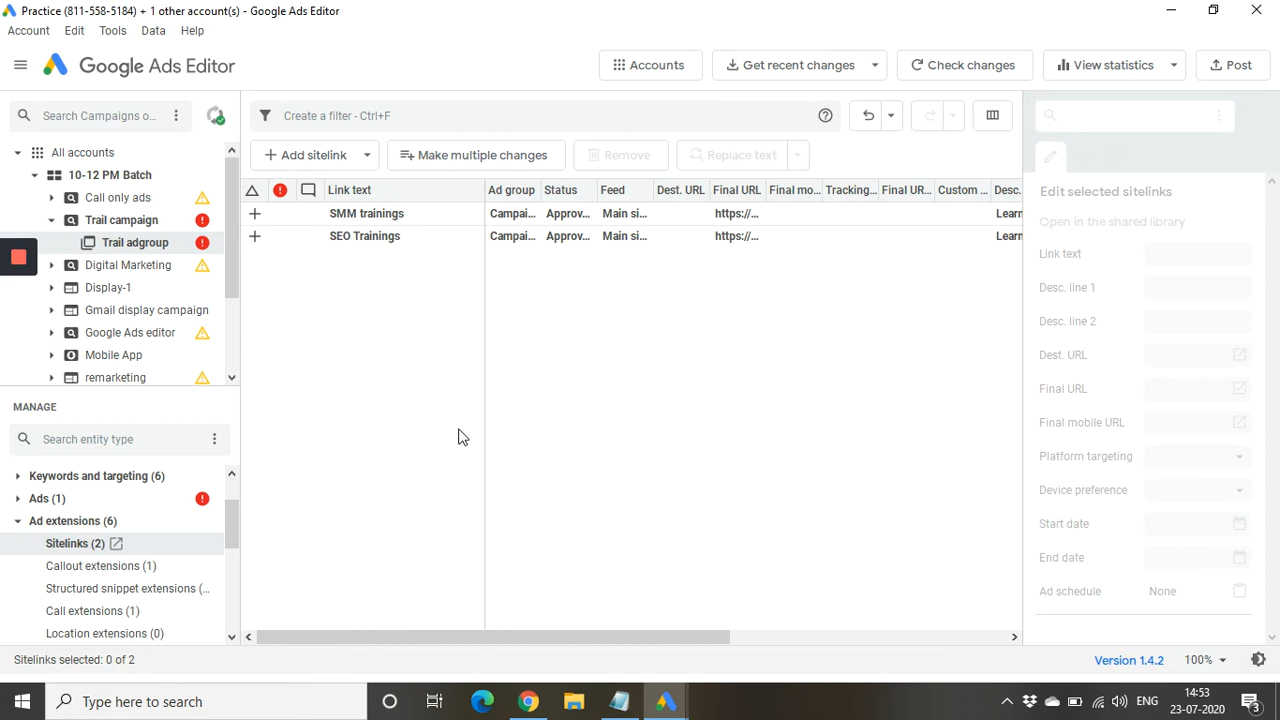 Practice (811-558-5184) + 1 other account(s) - Google Ads Editor
Account Edit Tools Data Help
Google Ads Editor
Accounts Get recent changes Check changes View statistics Post
Search Campaigns o... Create a filter - Ctrl+F
Add sitelink Make multiple changes Remove Replace text
All accounts
10-12 PM Batch
Call only ads
Trail campaign
Trail adgroup
Digital Marketing
Display-1
Gmail display campaign
Google Ads editor
Mobile App
remarketing
Link text Ad group Status Feed Dest. URL Final URL Final mo... Tracking... Final UR... Custom ... Desc.
SMM trainings Campai... Approv... Main si... https://... Learn
SEO Trainings Campai... Approv... Main si... https://... Learn
Edit selected sitelinks
Open in the shared library
Link text
Desc. line 1
Desc. line 2
Dest. URL
Final URL
Final mobile URL
Platform targeting
Device preference
Start date
End date
Ad schedule None
MANAGE
Search entity type
Keywords and targeting (6)
Ads (1)
Ad extensions (6)
Sitelinks (2)
Callout extensions (1)
Structured snippet extensions (...
Call extensions (1)
Location extensions (0)
Sitelinks selected: 0 of 2 Version 1.4.2 100%
Type here to search ENG 14:53
23-07-2020
3